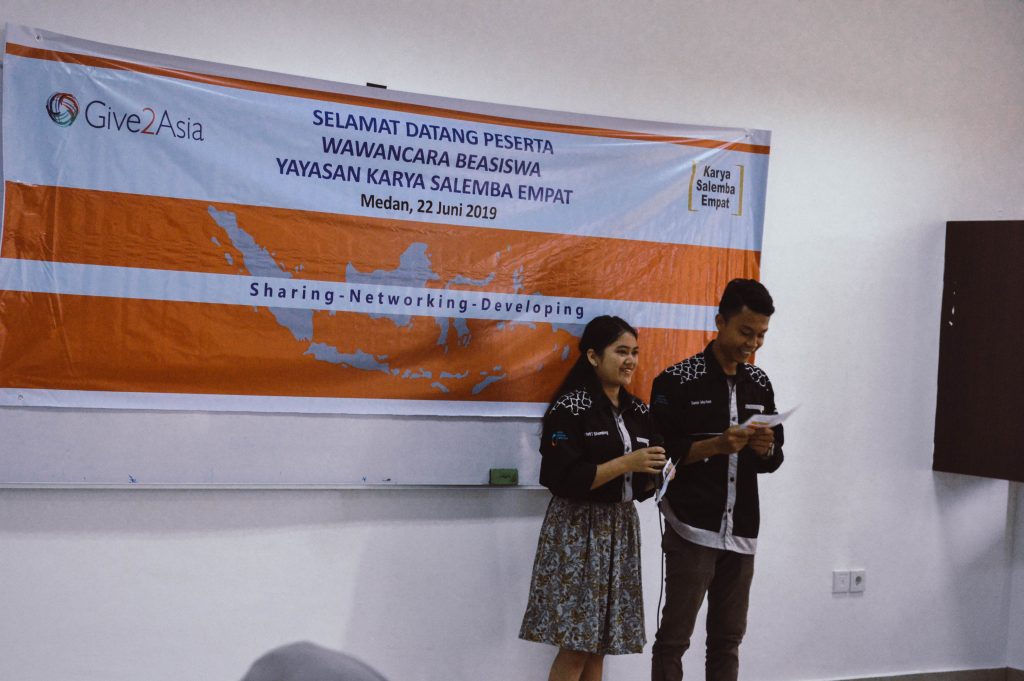 Give2Asia
SELAMAT DATANG PESERTA
WAWANCARA BEASISWA
YAYASAN KARYA SALEMBA EMPAT
Medan, 22 Juni 2019
Karya
Salemba
Empat
Sharing-Networking-Developing